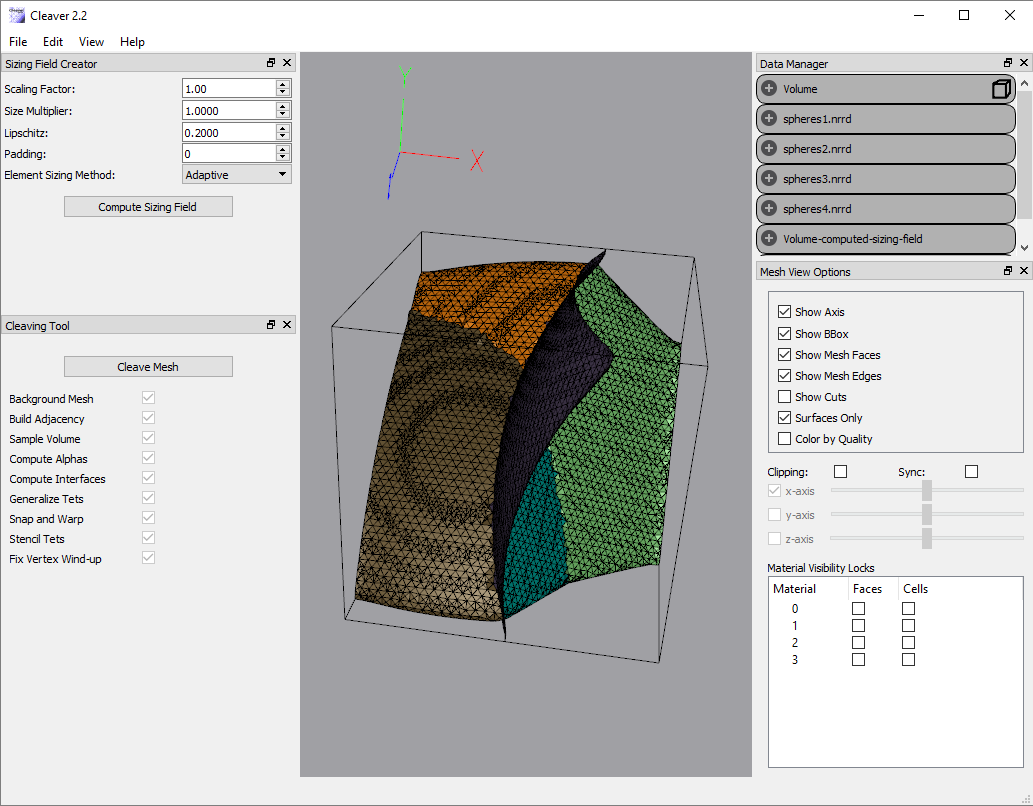 Cleaver 2.2
File Edit View Help
Sizing Field Creator
Scaling Factor: 1.00
Size Multiplier: 1.0000
Lipschitz: 0.2000
Padding: 0
Element Sizing Method: Adaptive
Compute Sizing Field
Cleaving Tool
Cleave Mesh
Background Mesh
Build Adjacency
Sample Volume
Compute Alphas
Compute Interfaces
Generalize Tets
Snap and Warp
Stencil Tets
Fix Vertex Wind-up
Y
X
Data Manager
Volume
spheres1.nrrd
spheres2.nrrd
spheres3.nrrd
spheres4.nrrd
Volume-computed-sizing-field
Mesh View Options
Show Axis
Show BBox
Show Mesh Faces
Show Mesh Edges
Show Cuts
Surfaces Only
Color by Quality
Clipping: Sync:
x-axis
y-axis
z-axis
Material Visibility Locks
Material Faces Cells
0
1
2
3